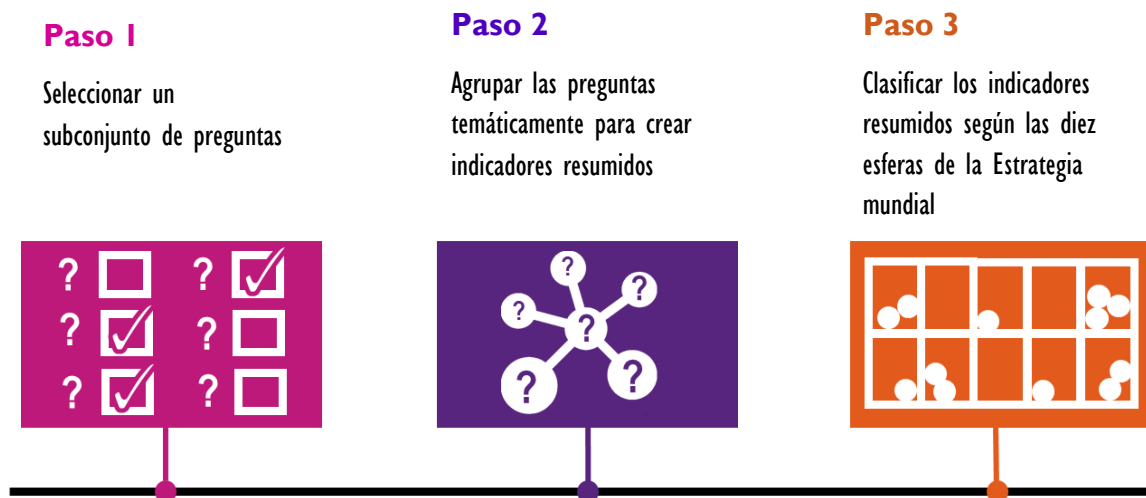 Paso 1
Seleccionar un
subconjunto de preguntas
? ?
? ?
? ?
Paso 2
Agrupar las preguntas
temáticamente para crear
indicadores resumidos
?
? ?
?
? ?
Paso 3
Clasificar los indicadores
resumidos según las diez
esferas de la Estrategia
mundial